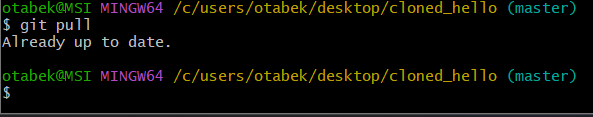 otabek@MSI MINGW64 /c/users/otabek/desktop/cloned_hello (master)
$ git pull
Already up to date.
otabek@MSI MINGW64 /c/users/otabek/desktop/cloned_hello (master)
$